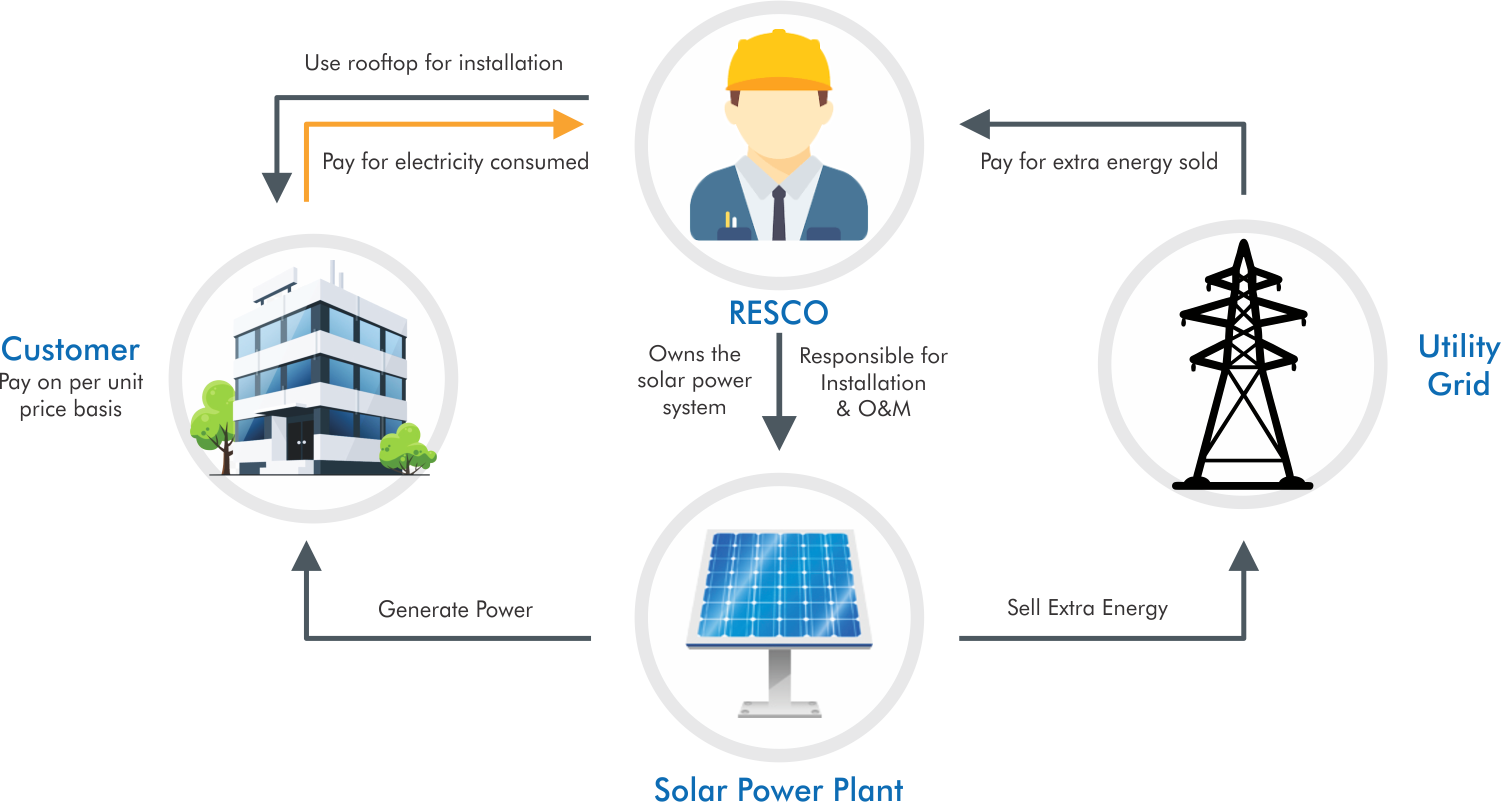 Use rooftop for installation
Pay for electricity consumed
Pay for extra energy sold
RESCO
Owns the
solar power
system
Responsible for
Installation
& O&M
Customer
Pay on per unit
price basis
Utility
Grid
Generate Power
Sell Extra Energy
Solar Power Plant